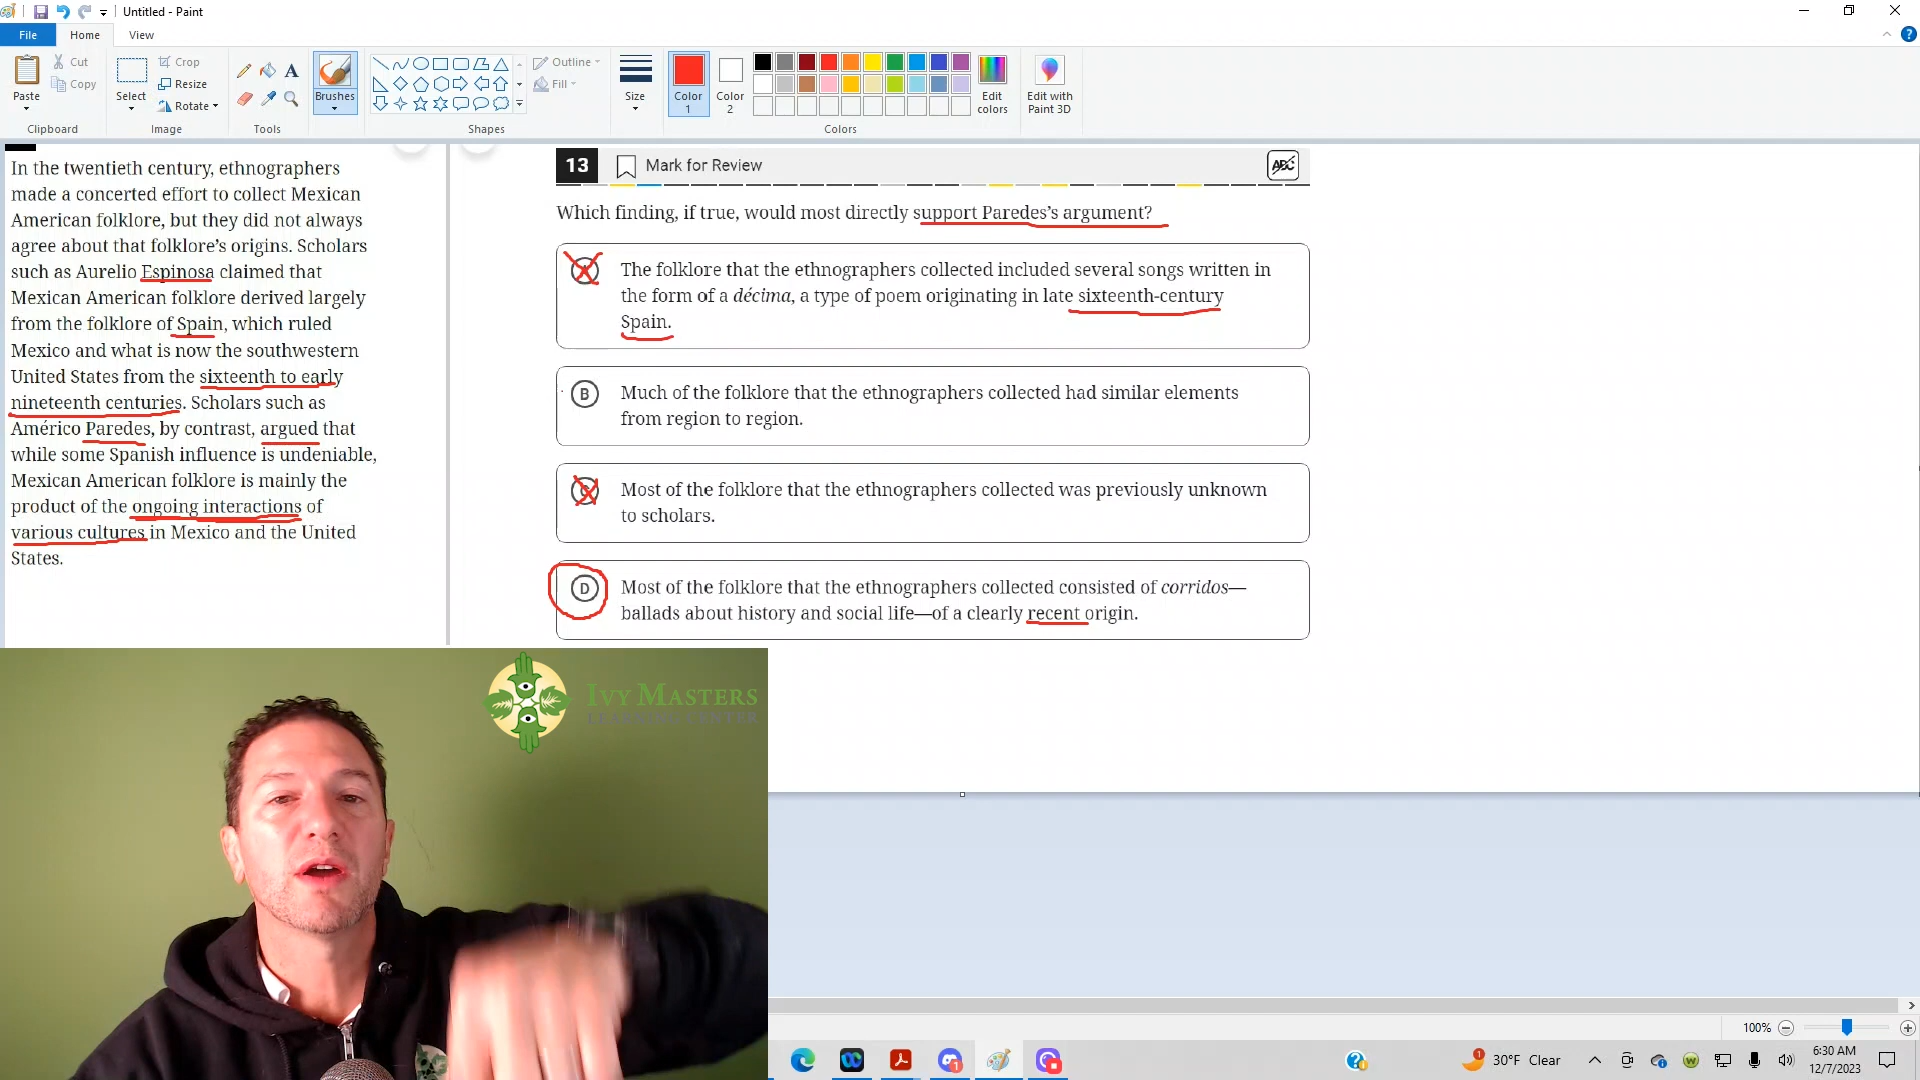 Untitled - Paint
File Home View
Paste
Cut
Copy
Clipboard
Select
Crop
Resize
Rotate
Image
Tools
Brushes
Shapes
Outline
Fill
Size
Color 1
Color 2
Edit colors
Colors
Edit with Paint 3D
In the twentieth century, ethnographers
made a concerted effort to collect Mexican
American folklore, but they did not always
agree about that folklore's origins. Scholars
such as Aurelio Espinosa claimed that
Mexican American folklore derived largely
from the folklore of Spain, which ruled
Mexico and what is now the southwestern
United States from the sixteenth to early
nineteenth centuries. Scholars such as
Américo Paredes, by contrast, argued that
while some Spanish influence is undeniable,
Mexican American folklore is mainly the
product of the ongoing interactions of
various cultures in Mexico and the United
States.
13 Mark for Review ABC
Which finding, if true, would most directly support Paredes's argument?
The folklore that the ethnographers collected included several songs written in
the form of a décima, a type of poem originating in late sixteenth-century
Spain.
B Much of the folklore that the ethnographers collected had similar elements
from region to region.
C Most of the folklore that the ethnographers collected was previously unknown
to scholars.
D Most of the folklore that the ethnographers collected consisted of corridos—
ballads about history and social life—of a clearly recent origin.
IVY MASTERS
LEARNING CENTER
100%
30°F Clear
6:30 AM
12/7/2023